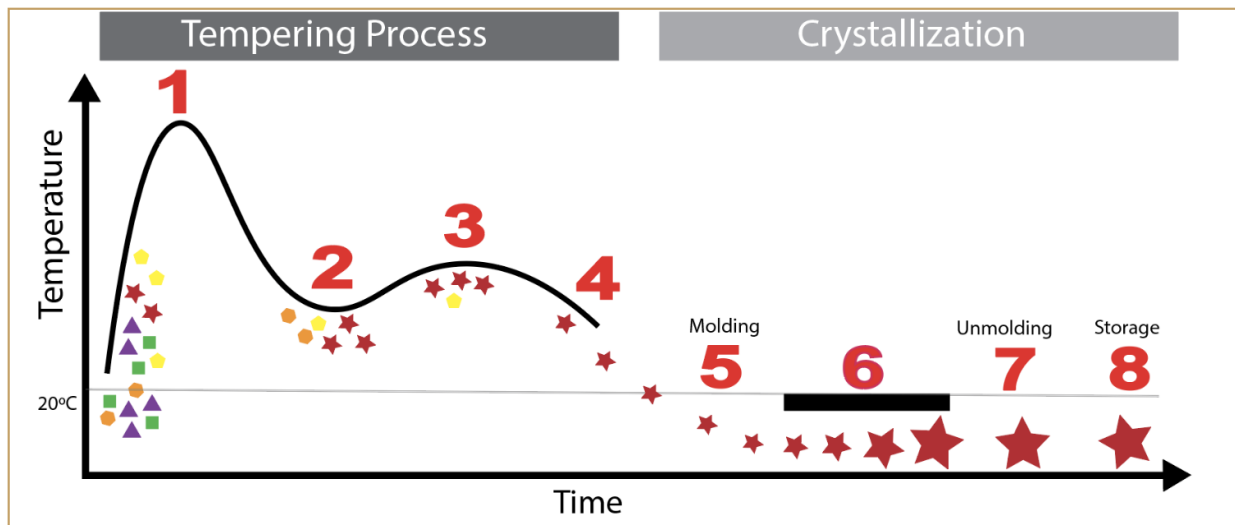 Tempering Process
Crystallization
1
2
3
4
Temperature
Molding
Unmolding
Storage
5
6
7
8
20ºC
Time